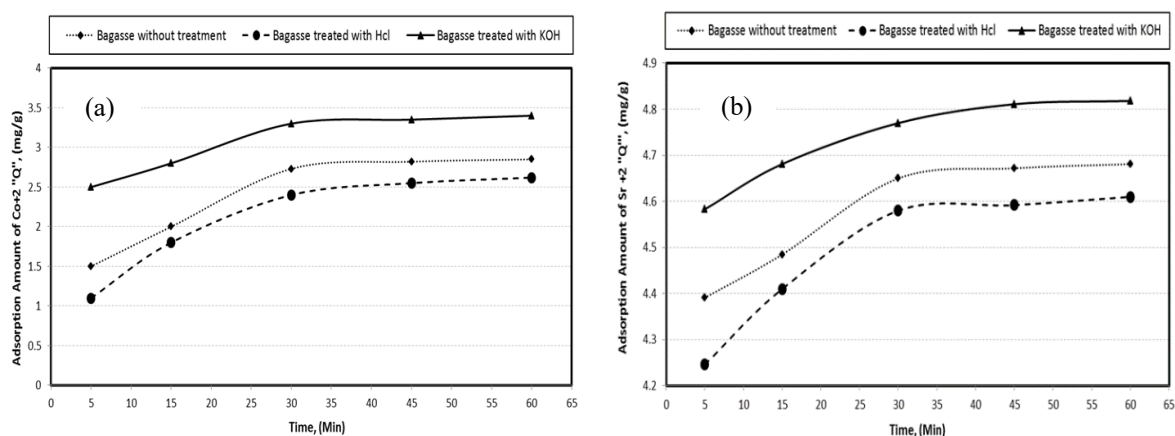 Bagasse without treatment Bagasse treated with Hcl Bagasse treated with KOH
(a)
Adsorption Amount of Co+2 "Q", (mg/g)
4
3.5
3
2.5
2
1.5
1
0.5
0
0 5 10 15 20 25 30 35 40 45 50 55 60 65
Time, (Min)
Bagasse without treatment Bagasse treated with Hcl Bagasse treated with KOH
(b)
Adsorption Amount of Sr +2 "Q"', (mg/g)
4.9
4.8
4.7
4.6
4.5
4.4
4.3
4.2
0 5 10 15 20 25 30 35 40 45 50 55 60 65
Time, (Min)